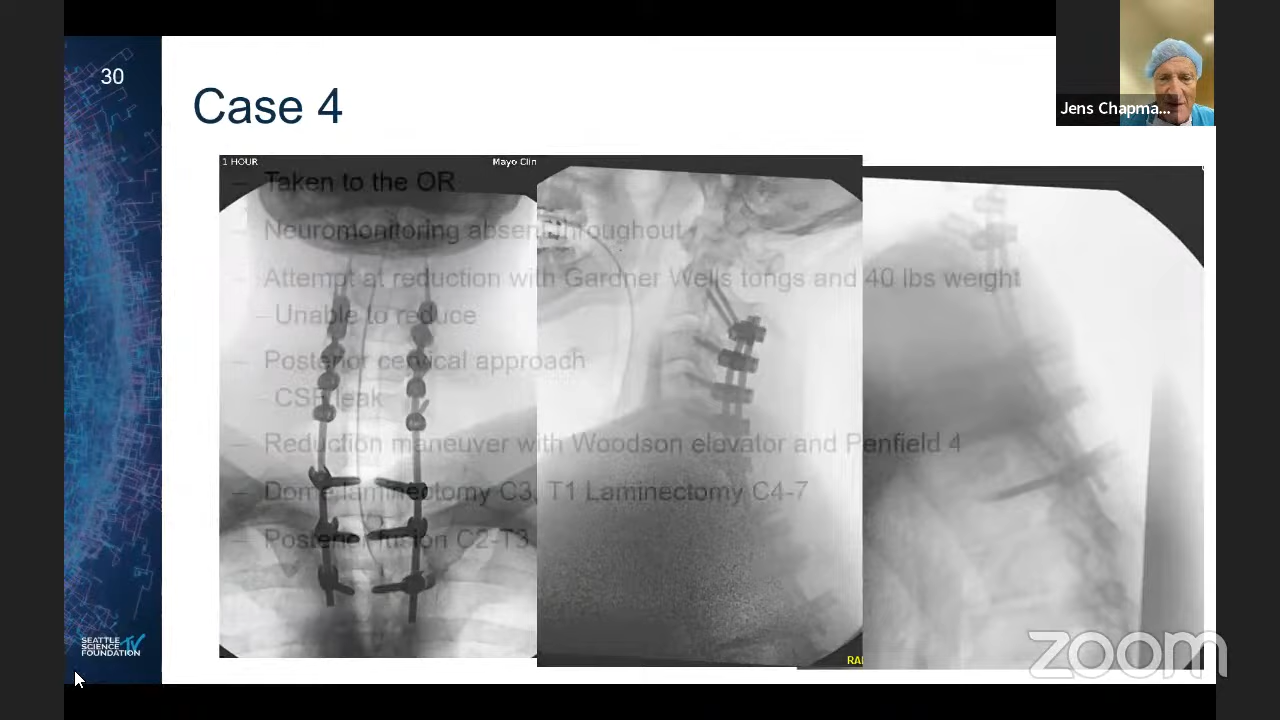 30
Case 4
Jens Chapma...
1 HOUR
Mayo Clin
– Taken to the OR
– Neuromonitoring absent throughout
– Attempt at reduction with Gardner Wells tongs and 40 lbs weight
– Unable to reduce
– Posterior cervical approach
– CSF leak
– Reduction maneuver with Woodson elevator and Penfield 4
– Dome laminectomy C3, T1 Laminectomy C4-7
– Posterior fusion C2-T3
SEATTLE
SCIENCE TV
FOUNDATION
zoom